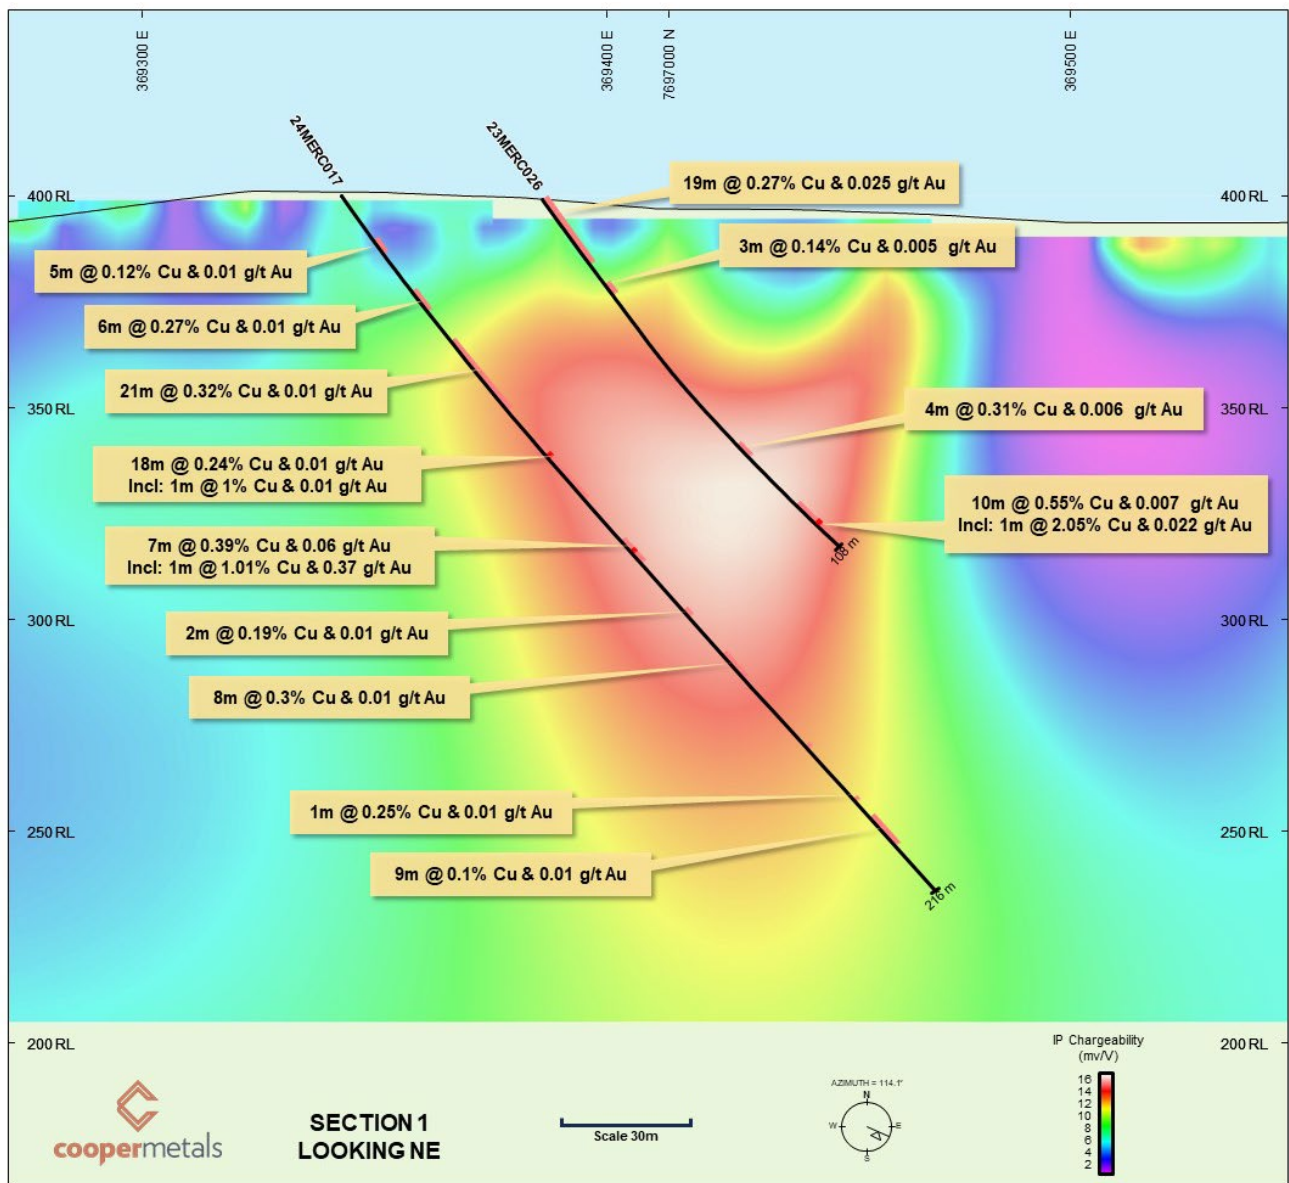 369300 E
369400 E
7697000 N
369500 E
24MERC017
23MERC026
400 RL
400 RL
19m @ 0.27% Cu & 0.025 g/t Au
3m @ 0.14% Cu & 0.005 g/t Au
5m @ 0.12% Cu & 0.01 g/t Au
6m @ 0.27% Cu & 0.01 g/t Au
21m @ 0.32% Cu & 0.01 g/t Au
350 RL
350 RL
4m @ 0.31% Cu & 0.006 g/t Au
18m @ 0.24% Cu & 0.01 g/t Au
Incl: 1m @ 1% Cu & 0.01 g/t Au
10m @ 0.55% Cu & 0.007 g/t Au
Incl: 1m @ 2.05% Cu & 0.022 g/t Au
7m @ 0.39% Cu & 0.06 g/t Au
Incl: 1m @ 1.01% Cu & 0.37 g/t Au
108 m
300 RL
300 RL
2m @ 0.19% Cu & 0.01 g/t Au
8m @ 0.3% Cu & 0.01 g/t Au
1m @ 0.25% Cu & 0.01 g/t Au
250 RL
250 RL
9m @ 0.1% Cu & 0.01 g/t Au
216 m
200 RL
200 RL
coopermetals
SECTION 1
LOOKING NE
Scale 30m
AZIMUTH = 114.1°
N
W
E
S
IP Chargeability
(mv/V)
16
14
12
10
8
6
4
2